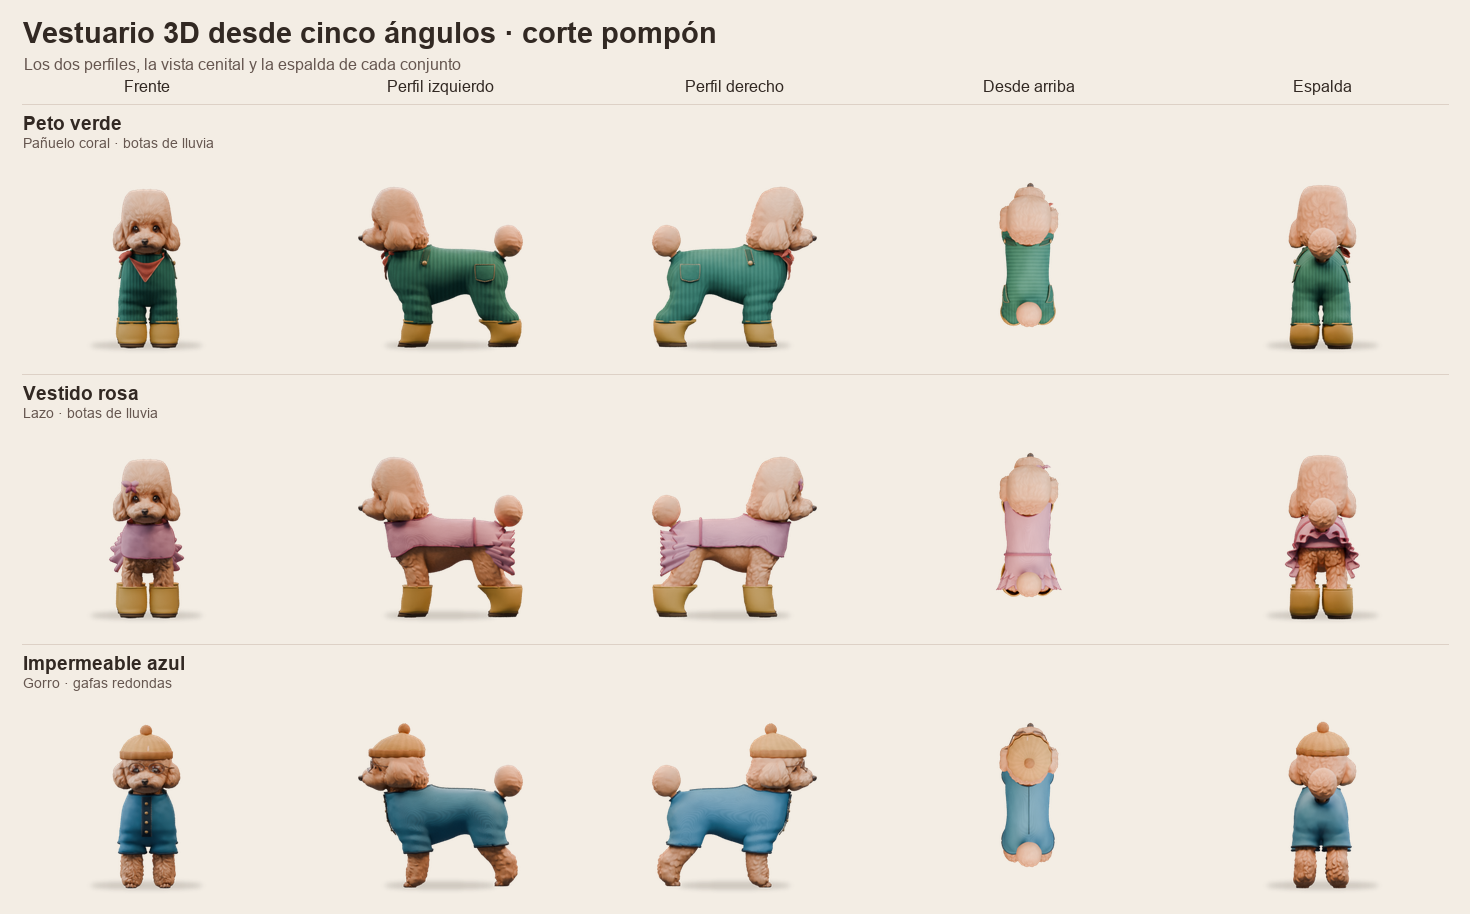 Vestuario 3D desde cinco ángulos · corte pompón
Los dos perfiles, la vista cenital y la espalda de cada conjunto
Frente Perfil izquierdo Perfil derecho Desde arriba Espalda
Peto verde
Pañuelo coral · botas de lluvia
Vestido rosa
Lazo · botas de lluvia
Impermeable azul
Gorro · gafas redondas